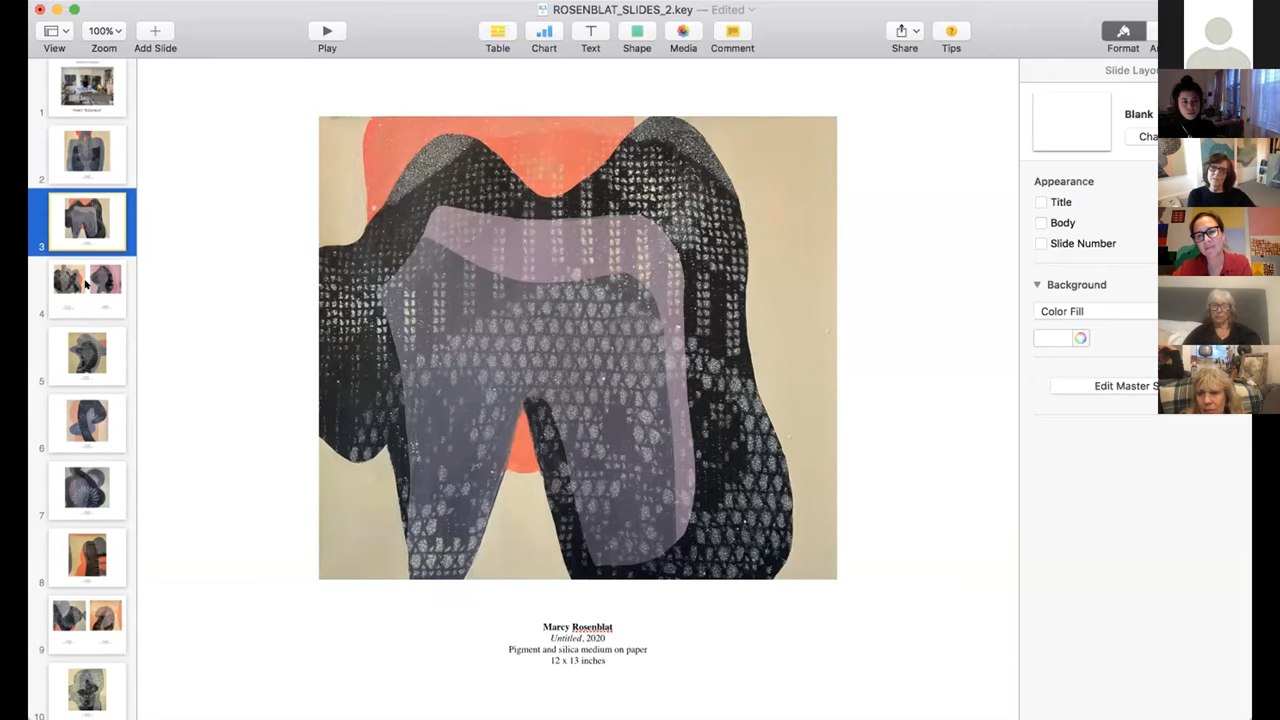 ROSENBLAT_SLIDES_2.key — Edited
100%
View
Zoom
Add Slide
Play
Table
Chart
Text
Shape
Media
Comment
Share
Tips
Format
Slide Layo
Blank
Cha
Appearance
Title
Body
Slide Number
Background
Color Fill
Edit Master S
1
2
3
4
5
6
7
8
9
10
Marcy Rosenblat
Untitled, 2020
Pigment and silica medium on paper
12 x 13 inches